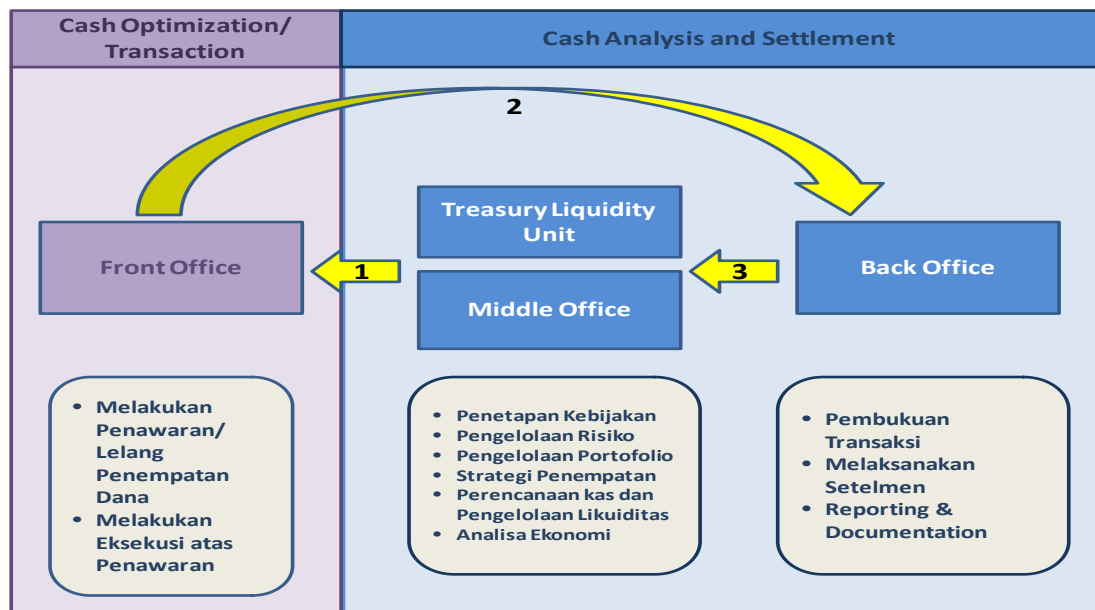 Cash Optimization/
Transaction
Cash Analysis and Settlement
2
Treasury Liquidity
Unit
Front Office
1
Middle Office
3
Back Office
• Melakukan
Penawaran/
Lelang
Penempatan
Dana
• Melakukan
Eksekusi atas
Penawaran
• Penetapan Kebijakan
• Pengelolaan Risiko
• Pengelolaan Portofolio
• Strategi Penempatan
• Perencanaan kas dan
Pengelolaan Likuiditas
• Analisa Ekonomi
• Pembukuan
Transaksi
• Melaksanakan
Setelmen
• Reporting &
Documentation